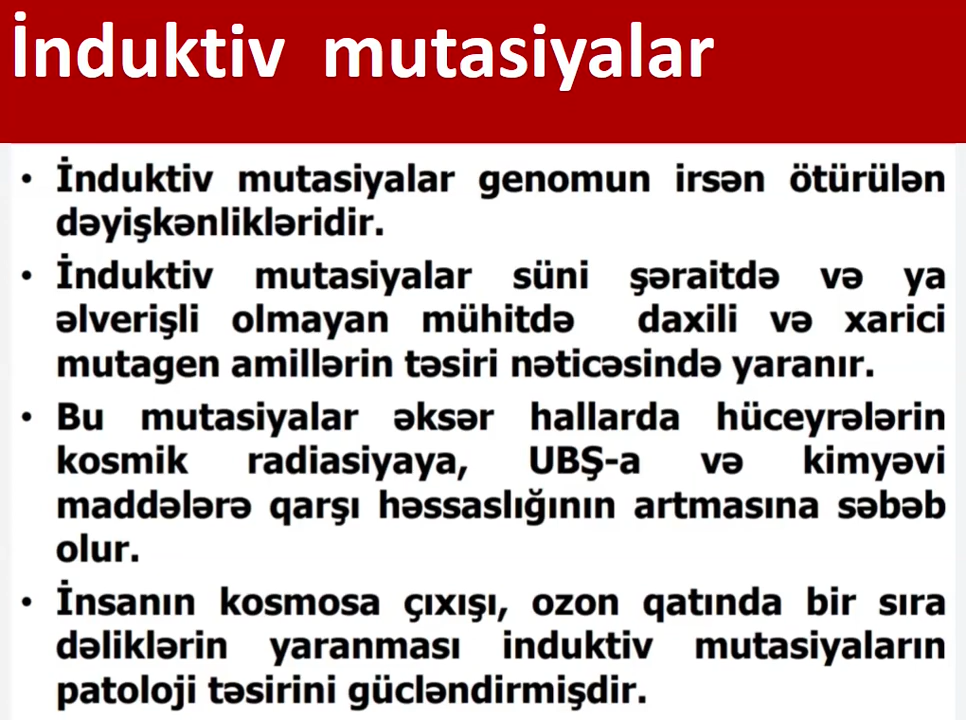 İnduktiv mutasiyalar
• İnduktiv mutasiyalar genomun irsən ötürülən
dəyişkənlikləridir.
• İnduktiv mutasiyalar süni şəraitdə və ya
əlverişli olmayan mühitdə daxili və xarici
mutagen amillərin təsiri nəticəsində yaranır.
• Bu mutasiyalar əksər hallarda hüceyrələrin
kosmik radiasiyaya, UBŞ-a və kimyəvi
maddələrə qarşı həssaslığının artmasına səbəb
olur.
• İnsanın kosmosa çıxışı, ozon qatında bir sıra
dəliklərin yaranması induktiv mutasiyaların
patoloji təsirini gücləndirmişdir.